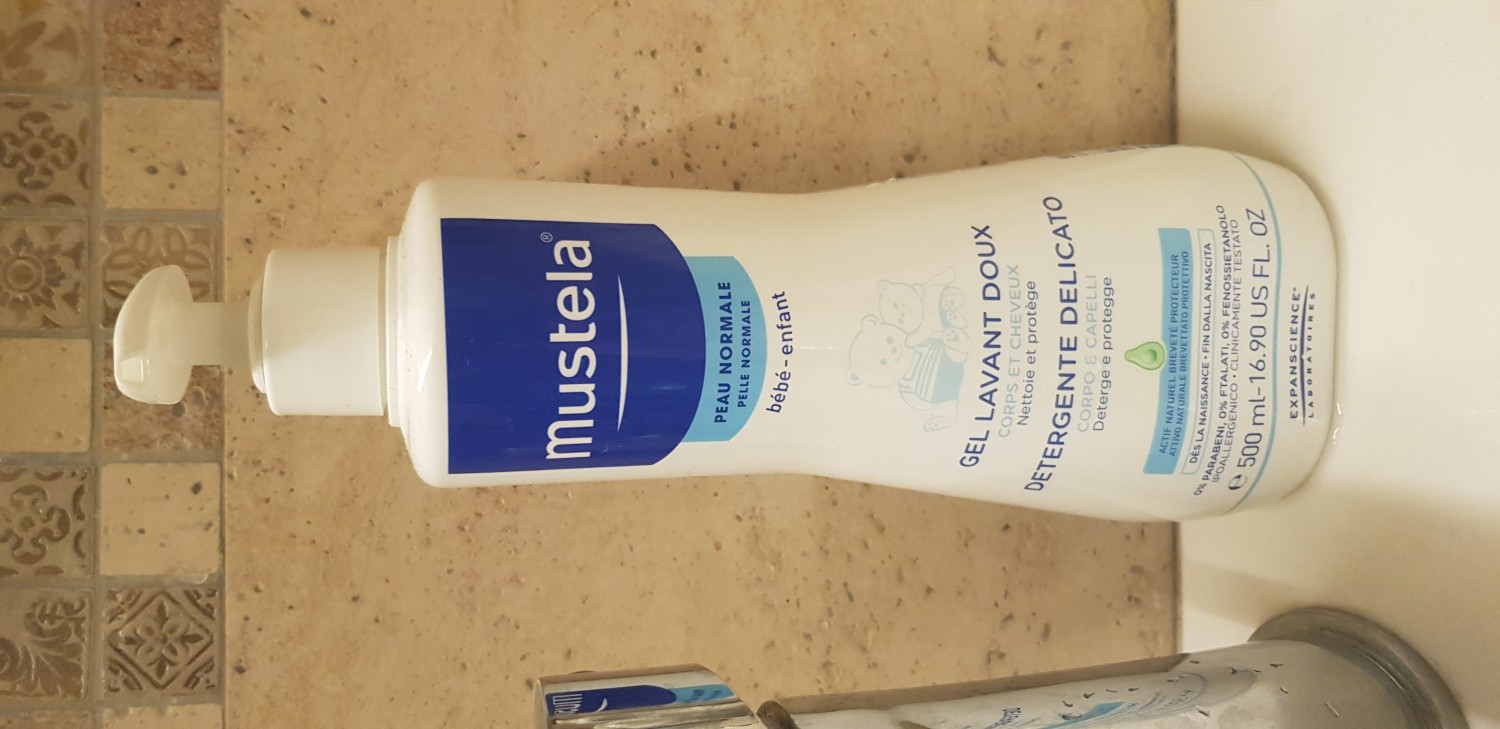 mustela®
PEAU NORMALE
PELLE NORMALE
bébé - enfant
GEL LAVANT DOUX
CORPS ET CHEVEUX
Nettoie et protège
DETERGENTE DELICATO
CORPO E CAPELLI
Deterge e protegge
ACTIF NATUREL BREVETÉ PROTECTEUR
ATTIVO NATURALE BREVETTATO PROTETTIVO
DÈS LA NAISSANCE • FIN DALLA NASCITA
0% PARABENI, 0% FTALATI, 0% FENOSSIETANOLO
IPOALLERGENICO • CLINICAMENTE TESTATO
℮ 500 ml-16.90 US FL. OZ
EXPANSCIENCE®
LABORATOIRES